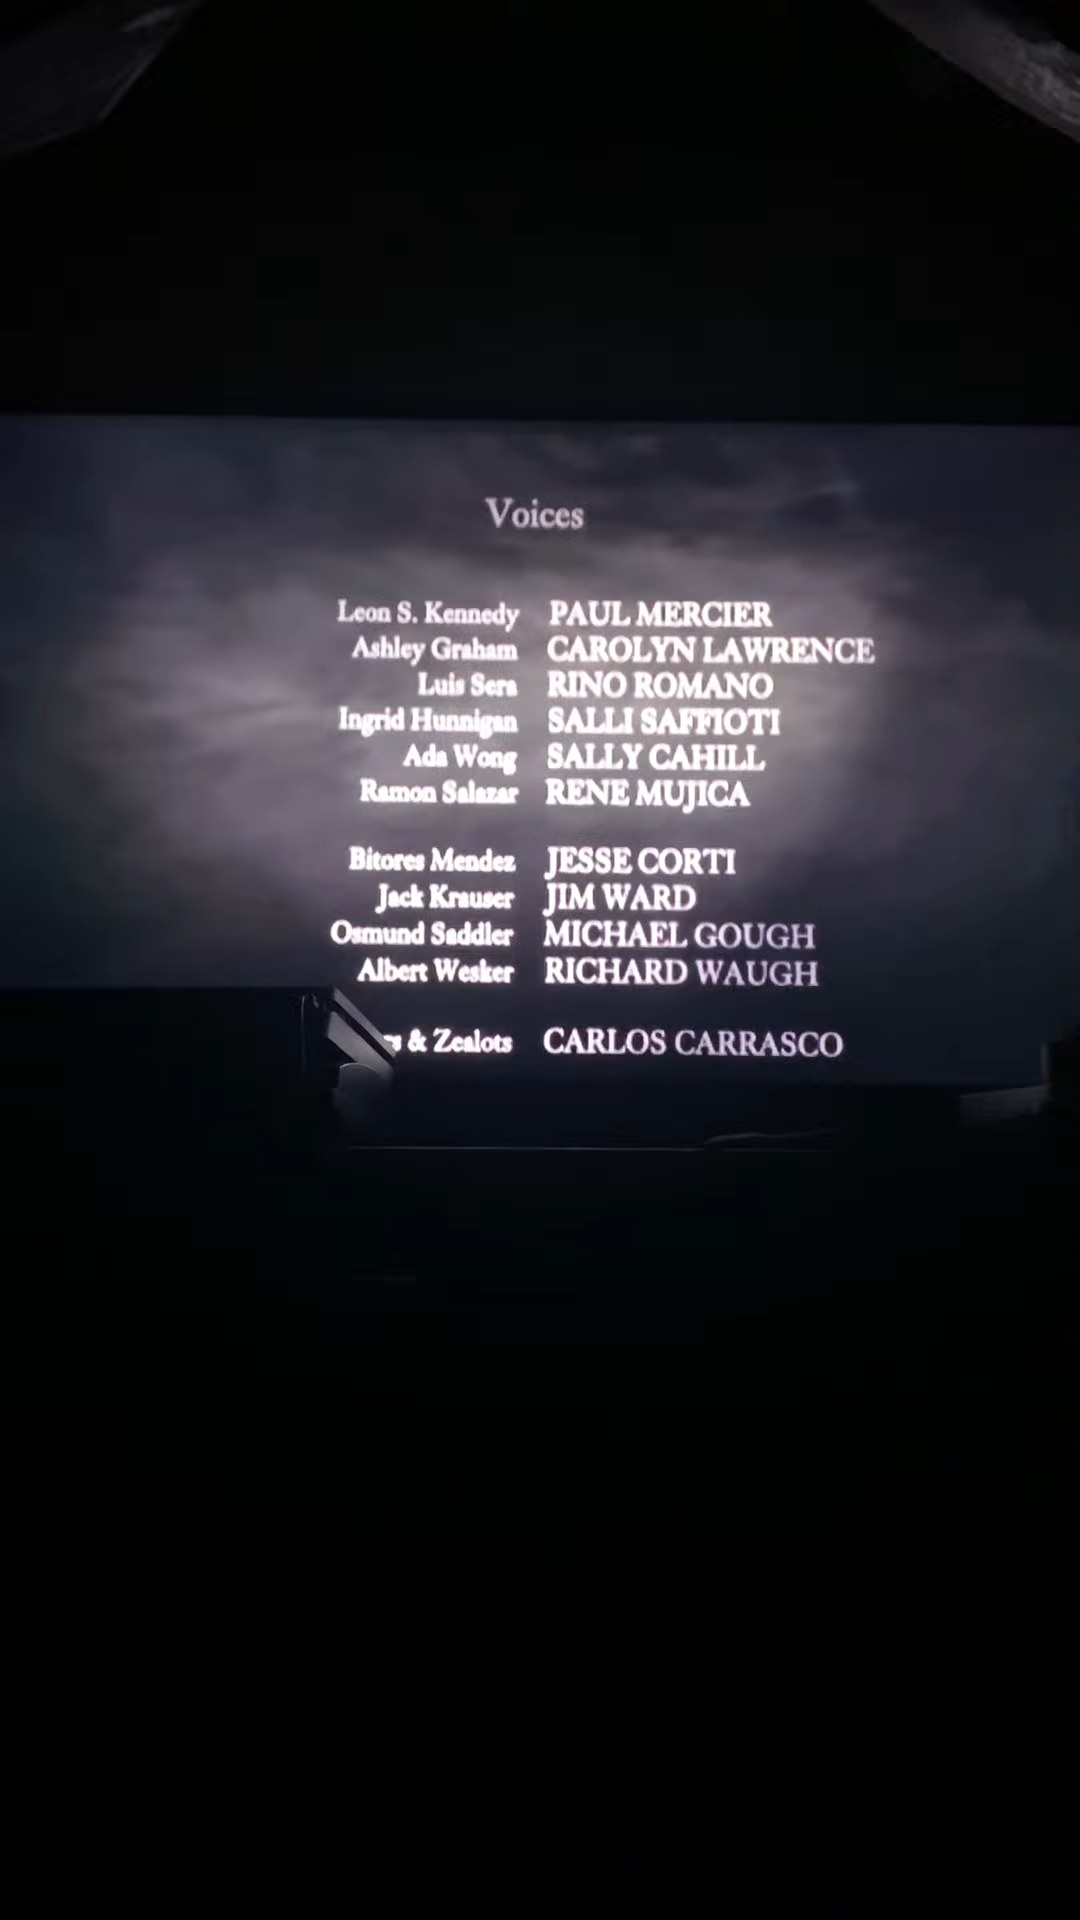 Voices
Leon S. Kennedy PAUL MERCIER
Ashley Graham CAROLYN LAWRENCE
Luis Sera RINO ROMANO
Ingrid Hunnigan SALLI SAFFIOTI
Ada Wong SALLY CAHILL
Ramon Salazar RENE MUJICA
Bitores Mendez JESSE CORTI
Jack Krauser JIM WARD
Osmund Saddler MICHAEL GOUGH
Albert Wesker RICHARD WAUGH
& Zealots CARLOS CARRASCO